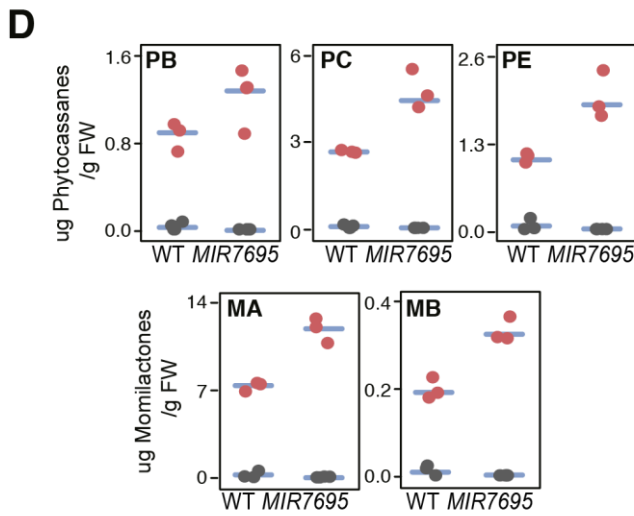 D
ug Phytocassanes
/g FW
PB
1.6
0.8
0.0
WT MIR7695
PC
6
3
0
WT MIR7695
PE
2.6
1.3
0.0
WT MIR7695
ug Momilactones
/g FW
MA
14
7
0
WT MIR7695
MB
0.4
0.2
0.0
WT MIR7695